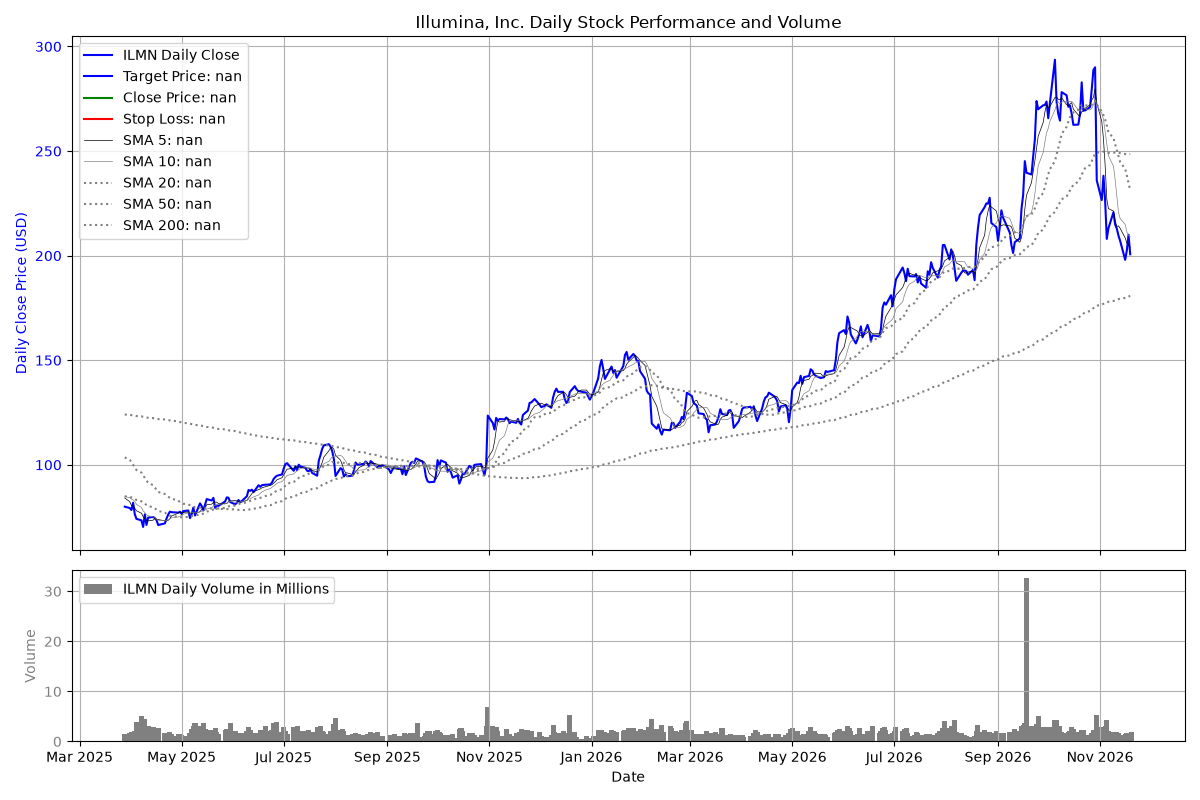 Illumina, Inc. Daily Stock Performance and Volume
300
250
200
150
100
Daily Close Price (USD)
ILMN Daily Close
Target Price: nan
Close Price: nan
Stop Loss: nan
SMA 5: nan
SMA 10: nan
SMA 20: nan
SMA 50: nan
SMA 200: nan
30
20
10
0
Volume
ILMN Daily Volume in Millions
Mar 2025 May 2025 Jul 2025 Sep 2025 Nov 2025 Jan 2026 Mar 2026 May 2026 Jul 2026 Sep 2026 Nov 2026
Date